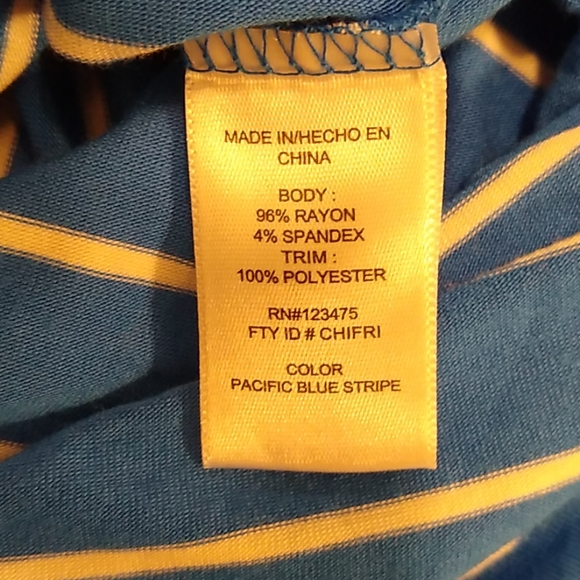 MADE IN/HECHO EN
CHINA
BODY :
96% RAYON
4% SPANDEX
TRIM :
100% POLYESTER
RN#123475
FTY ID # CHIFRI
COLOR
PACIFIC BLUE STRIPE